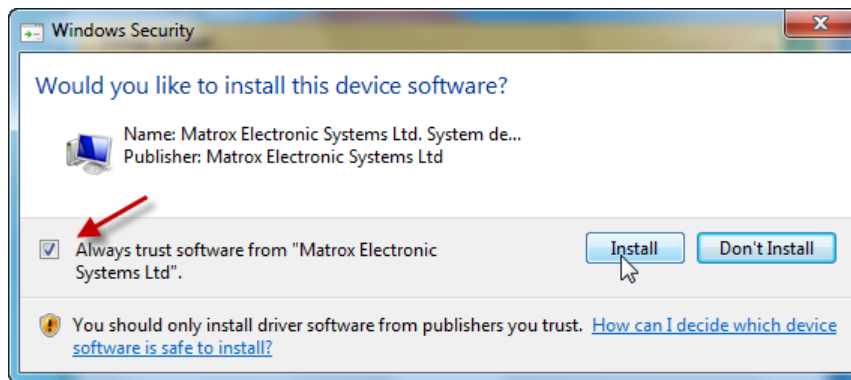 Windows Security
Would you like to install this device software?
Name: Matrox Electronic Systems Ltd. System de...
Publisher: Matrox Electronic Systems Ltd
Always trust software from "Matrox Electronic
Systems Ltd".
Install
Don't Install
You should only install driver software from publishers you trust. How can I decide which device
software is safe to install?